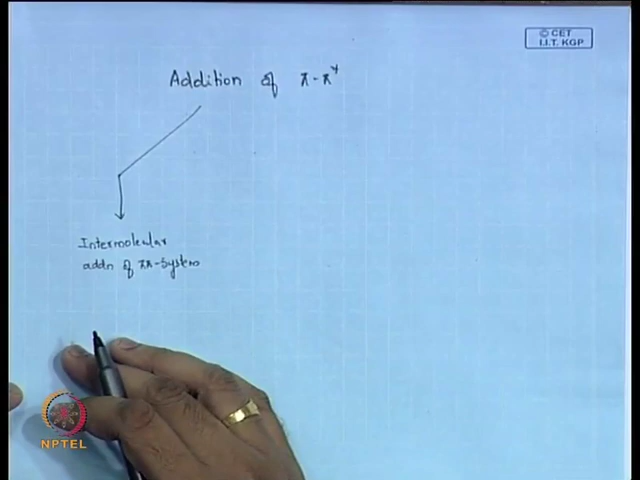 © CET
I.I.T. KGP
Addition of π-π*
Intermolecular
addn of ππ-System
NPTEL